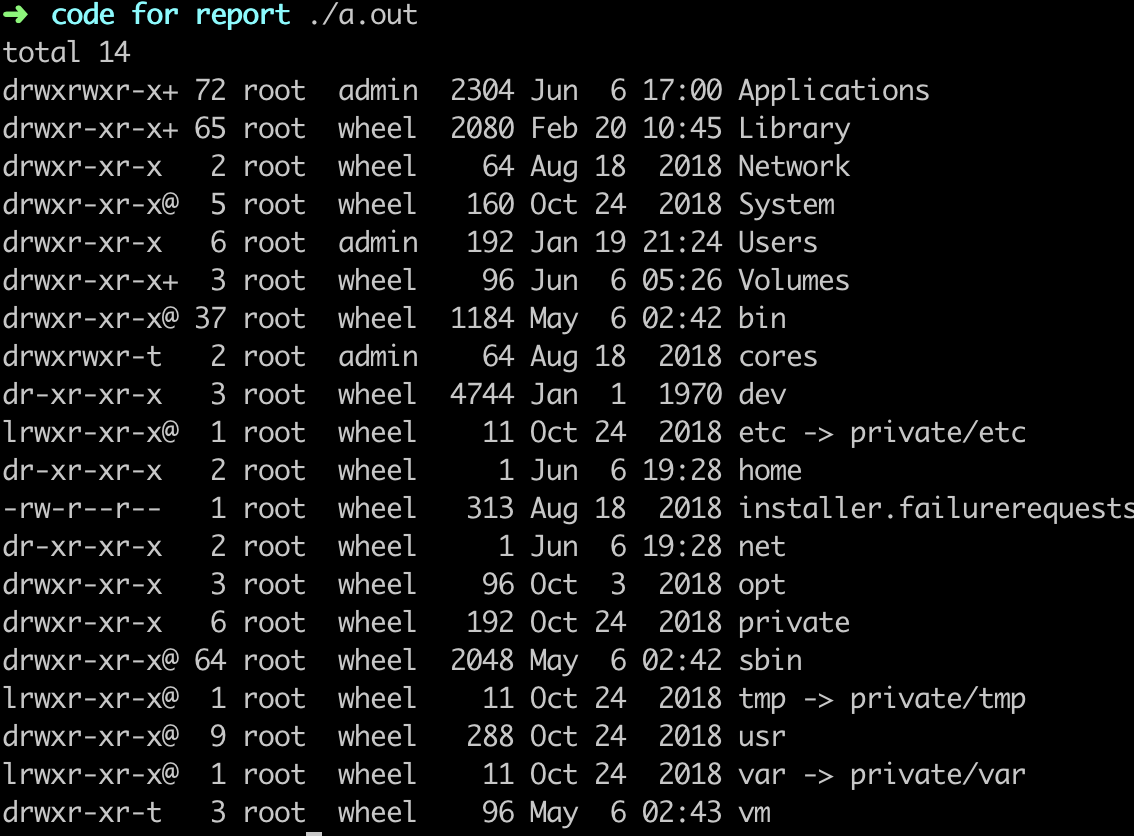 ➜  code for report ./a.out
total 14
drwxrwxr-x+ 72 root  admin  2304 Jun  6 17:00 Applications
drwxr-xr-x+ 65 root  wheel  2080 Feb 20 10:45 Library
drwxr-xr-x   2 root  wheel    64 Aug 18  2018 Network
drwxr-xr-x@  5 root  wheel   160 Oct 24  2018 System
drwxr-xr-x   6 root  admin   192 Jan 19 21:24 Users
drwxr-xr-x+  3 root  wheel    96 Jun  6 05:26 Volumes
drwxr-xr-x@ 37 root  wheel  1184 May  6 02:42 bin
drwxrwxr-t   2 root  admin    64 Aug 18  2018 cores
dr-xr-xr-x   3 root  wheel  4744 Jan  1  1970 dev
lrwxr-xr-x@  1 root  wheel    11 Oct 24  2018 etc -> private/etc
dr-xr-xr-x   2 root  wheel     1 Jun  6 19:28 home
-rw-r--r--   1 root  wheel   313 Aug 18  2018 installer.failurerequests
dr-xr-xr-x   2 root  wheel     1 Jun  6 19:28 net
drwxr-xr-x   3 root  wheel    96 Oct  3  2018 opt
drwxr-xr-x   6 root  wheel   192 Oct 24  2018 private
drwxr-xr-x@ 64 root  wheel  2048 May  6 02:42 sbin
lrwxr-xr-x@  1 root  wheel    11 Oct 24  2018 tmp -> private/tmp
drwxr-xr-x@  9 root  wheel   288 Oct 24  2018 usr
lrwxr-xr-x@  1 root  wheel    11 Oct 24  2018 var -> private/var
drwxr-xr-t   3 root  wheel    96 May  6 02:43 vm